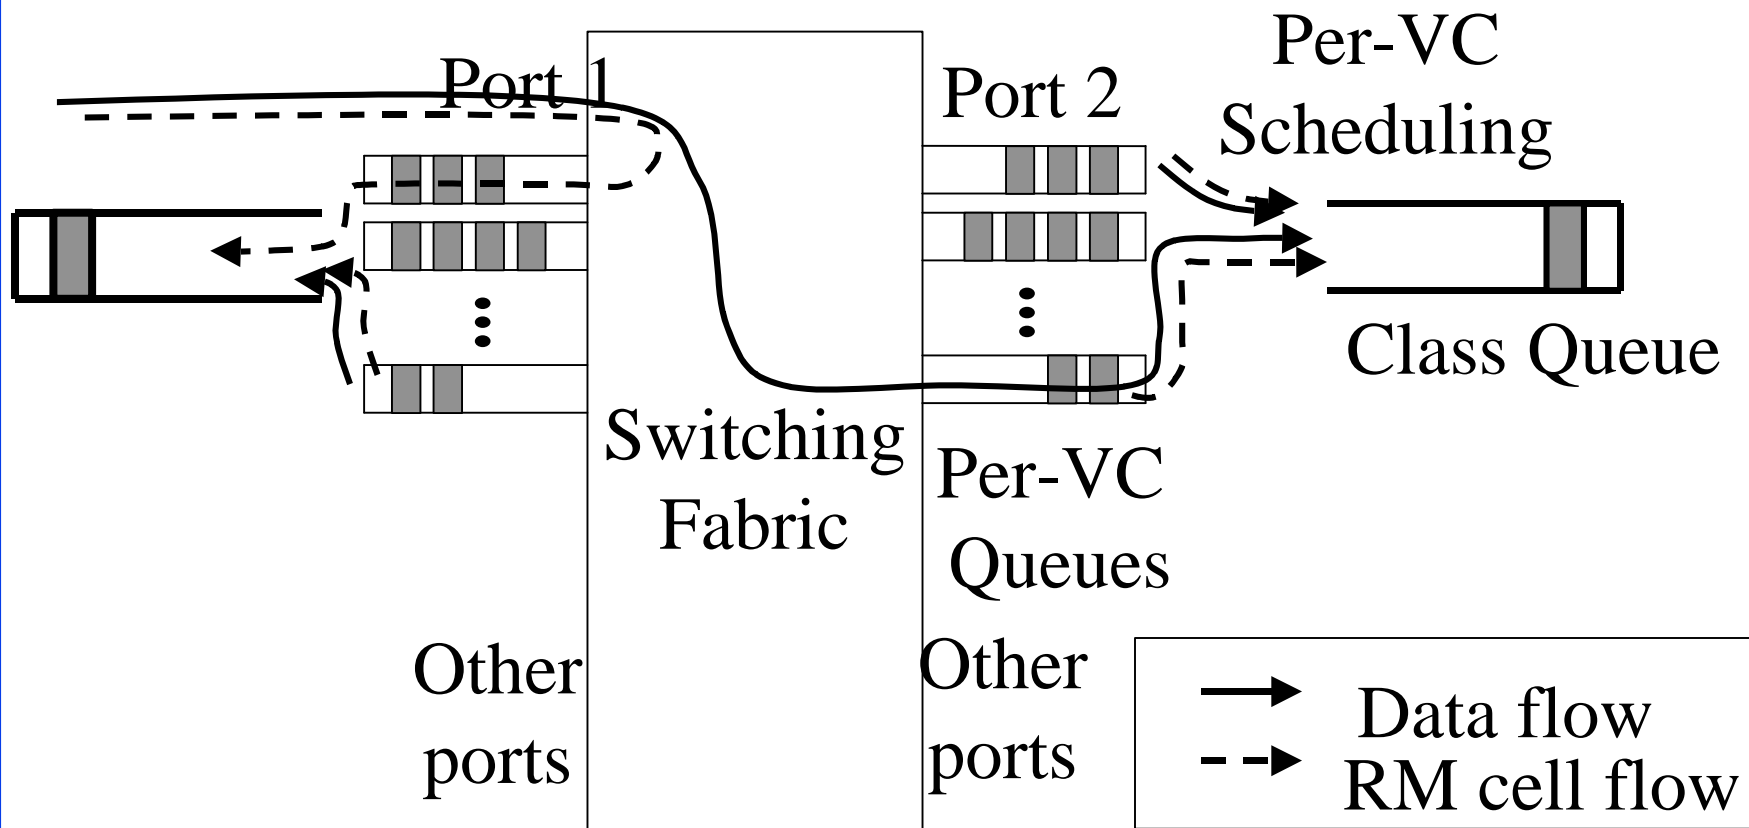 Port 1
Port 2
Per-VC
Scheduling
Class Queue
Switching
Fabric
Per-VC
Queues
Other
ports
Other
ports
Data flow
RM cell flow